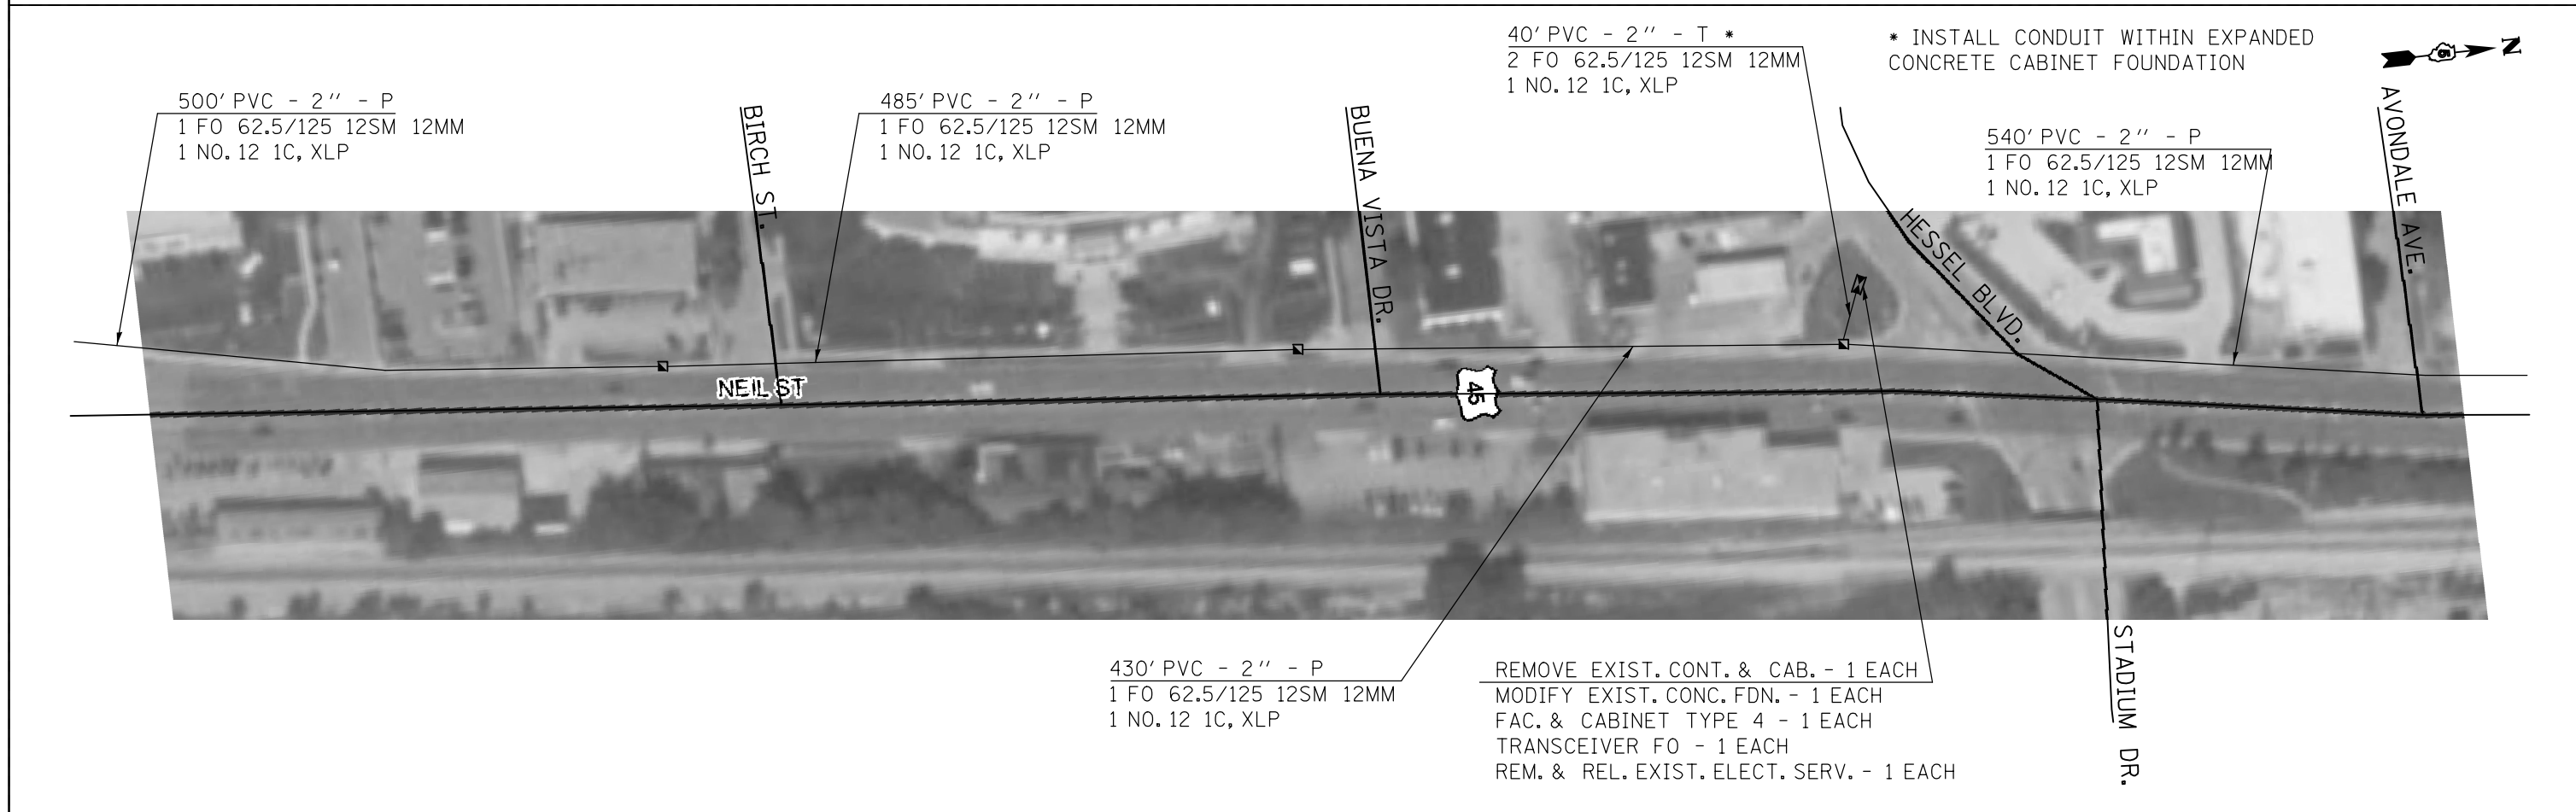 40' PVC - 2'' - T *
2 FO 62.5/125 12SM 12MM
1 NO. 12 1C, XLP
* INSTALL CONDUIT WITHIN EXPANDED
CONCRETE CABINET FOUNDATION
N
500' PVC - 2'' - P
1 FO 62.5/125 12SM 12MM
1 NO. 12 1C, XLP
BIRCH ST.
485' PVC - 2'' - P
1 FO 62.5/125 12SM 12MM
1 NO. 12 1C, XLP
BUENA VISTA DR.
540' PVC - 2'' - P
1 FO 62.5/125 12SM 12MM
1 NO. 12 1C, XLP
AVONDALE AVE.
HESSEL BLVD.
NEIL ST
45
430' PVC - 2'' - P
1 FO 62.5/125 12SM 12MM
1 NO. 12 1C, XLP
REMOVE EXIST. CONT. & CAB. - 1 EACH
MODIFY EXIST. CONC. FDN. - 1 EACH
FAC. & CABINET TYPE 4 - 1 EACH
TRANSCEIVER FO - 1 EACH
REM. & REL. EXIST. ELECT. SERV. - 1 EACH
STADIUM DR.